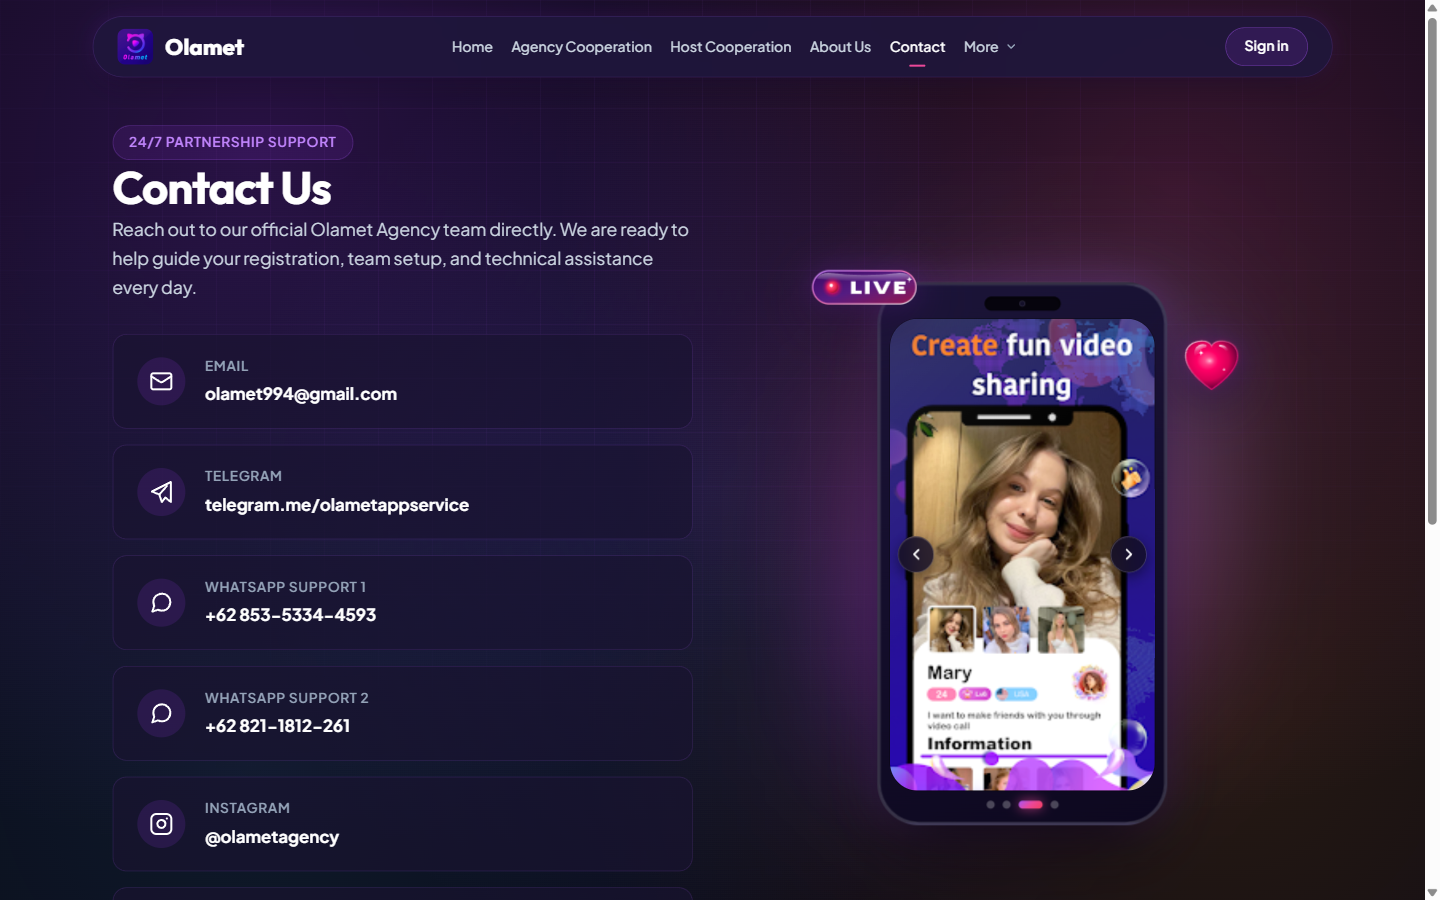 Olamet
Olamet
Home
Agency Cooperation
Host Cooperation
About Us
Contact
More
Sign in
24/7 PARTNERSHIP SUPPORT
Contact Us
Reach out to our official Olamet Agency team directly. We are ready to
help guide your registration, team setup, and technical assistance
every day.
EMAIL
olamet994@gmail.com
TELEGRAM
telegram.me/olametappservice
WHATSAPP SUPPORT 1
+62 853-5334-4593
WHATSAPP SUPPORT 2
+62 821-1812-261
INSTAGRAM
@olametagency
LIVE
Create fun video
sharing
Mary
24
Lv6
USA
I want to make friends with you through
video call
Information